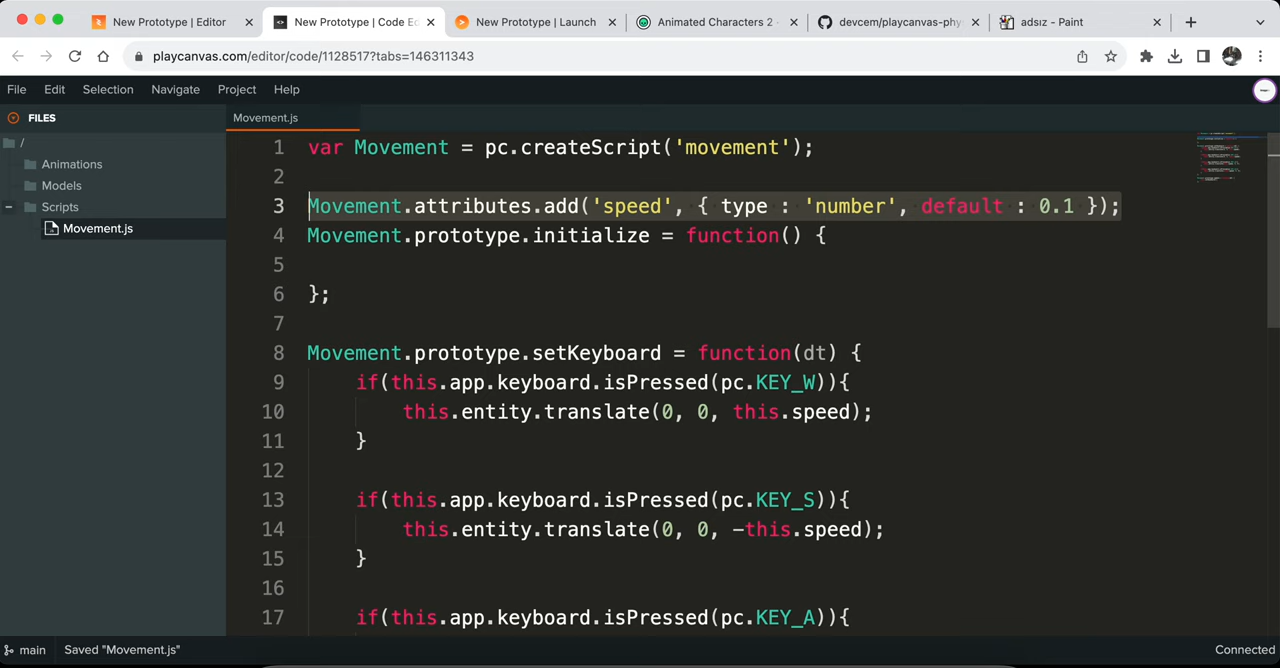 New Prototype | Editor
New Prototype | Code Ed
New Prototype | Launch
Animated Characters 2 -
devcem/playcanvas-phys
adsız - Paint
playcanvas.com/editor/code/1128517?tabs=146311343
File Edit Selection Navigate Project Help
FILES
Movement.js
/
Animations
Models
Scripts
Movement.js
1 var Movement = pc.createScript('movement');
2
3 Movement.attributes.add('speed', { type : 'number', default : 0.1 });
4 Movement.prototype.initialize = function() {
5
6 };
7
8 Movement.prototype.setKeyboard = function(dt) {
9 if(this.app.keyboard.isPressed(pc.KEY_W)){
10 this.entity.translate(0, 0, this.speed);
11 }
12
13 if(this.app.keyboard.isPressed(pc.KEY_S)){
14 this.entity.translate(0, 0, -this.speed);
15 }
16
17 if(this.app.keyboard.isPressed(pc.KEY_A)){
main Saved "Movement.js" Connected